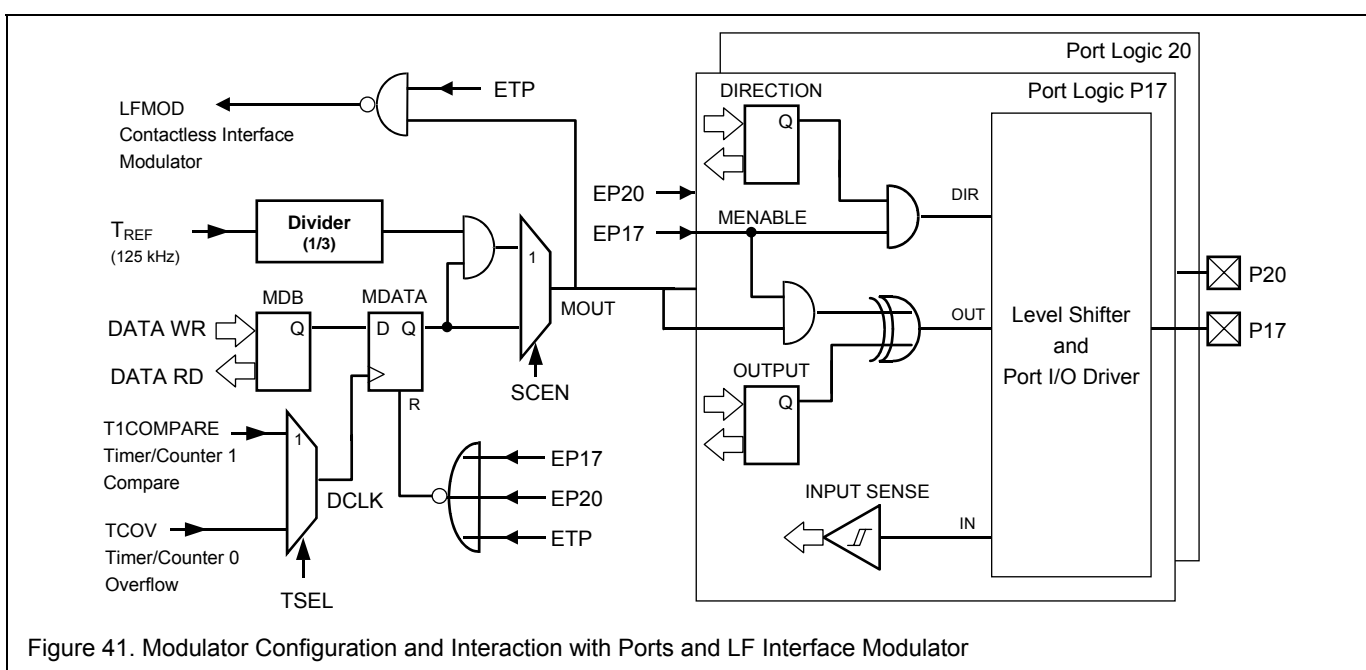 Port Logic 20
Port Logic P17
LFMOD
Contactless Interface
Modulator
ETP
DIRECTION
Q
EP20
MENABLE
EP17
DIR
TREF
(125 kHz)
Divider
(1/3)
1
MOUT
MDB
Q
MDATA
D Q
R
DATA WR
DATA RD
SCEN
OUT
OUTPUT
Q
Level Shifter
and
Port I/O Driver
P20
P17
T1COMPARE
Timer/Counter 1
Compare
1
DCLK
TCOV
Timer/Counter 0
Overflow
TSEL
EP17
EP20
ETP
INPUT SENSE
IN
Figure 41. Modulator Configuration and Interaction with Ports and LF Interface Modulator